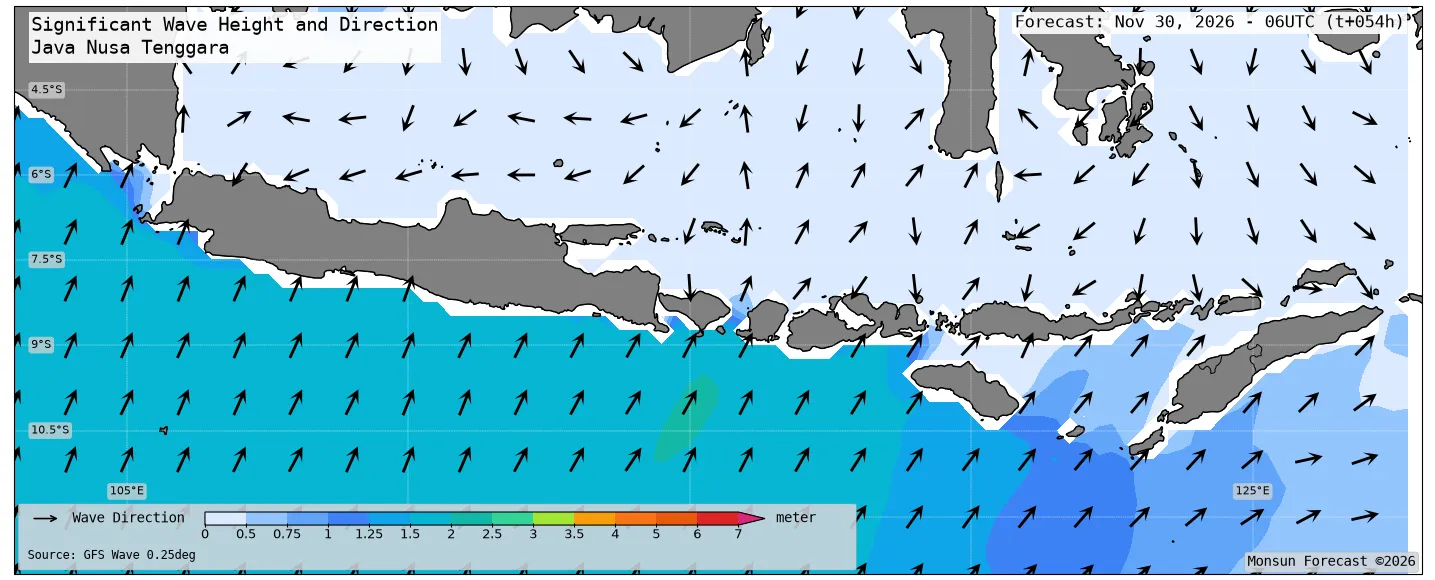 Significant Wave Height and Direction
Java Nusa Tenggara
Forecast: Nov 30, 2026 - 06UTC (t+054h)
4.5°S
6°S
7.5°S
9°S
10.5°S
105°E
125°E
Wave Direction
meter
0 0.5 0.75 1 1.25 1.5 2 2.5 3 3.5 4 5 6 7
Source: GFS Wave 0.25deg
Monsun Forecast ©2026